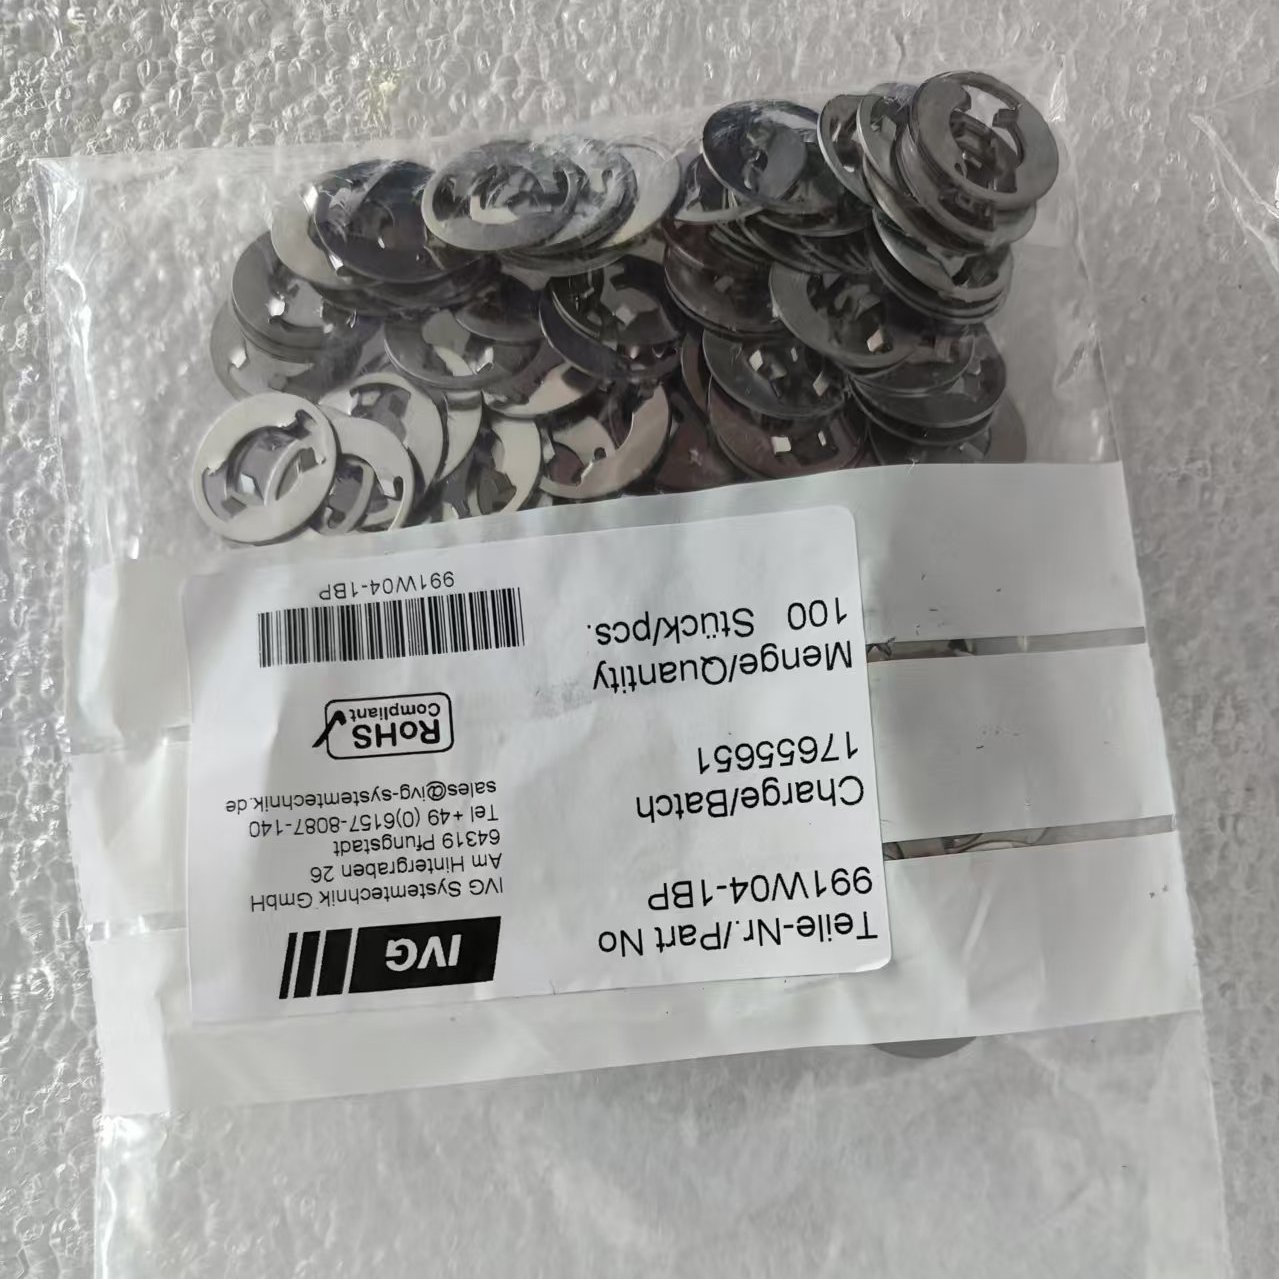 Teile-Nr./Part No
991W04-1BP
Charge/Batch
17655651
Menge/Quantity
100 Stück/pcs.
IVG
IVG Systemtechnik GmbH
Am Hintergraben 26
64319 Pfungstadt
Tel +49 (0)6157-8087-140
sales@ivg-systemtechnik.de
RoHS
Compliant
991W04-1BP